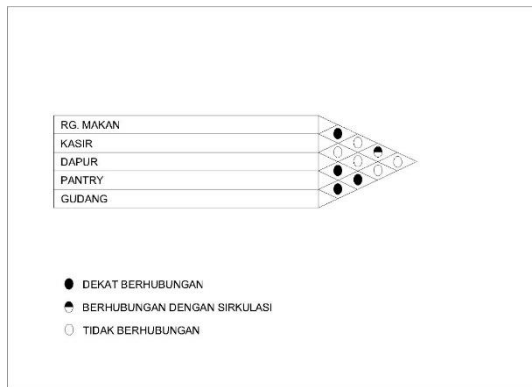 RG. MAKAN
KASIR
DAPUR
PANTRY
GUDANG
DEKAT BERHUBUNGAN
BERHUBUNGAN DENGAN SIRKULASI
TIDAK BERHUBUNGAN